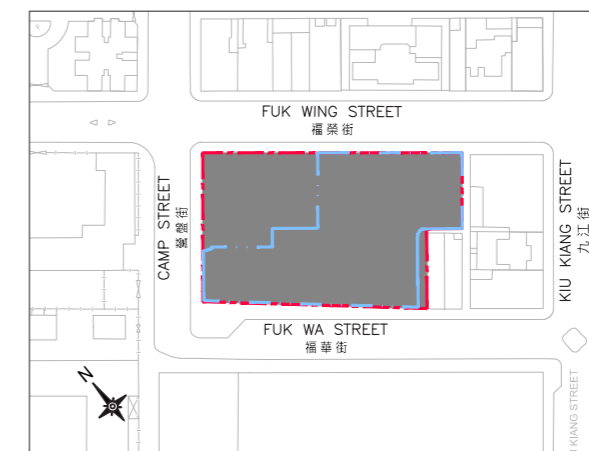 FUK WING STREET
福榮街
CAMP STREET
營盤街
KIU KIANG STREET
九江街
FUK WA STREET
福華街
N
KIANG STREET